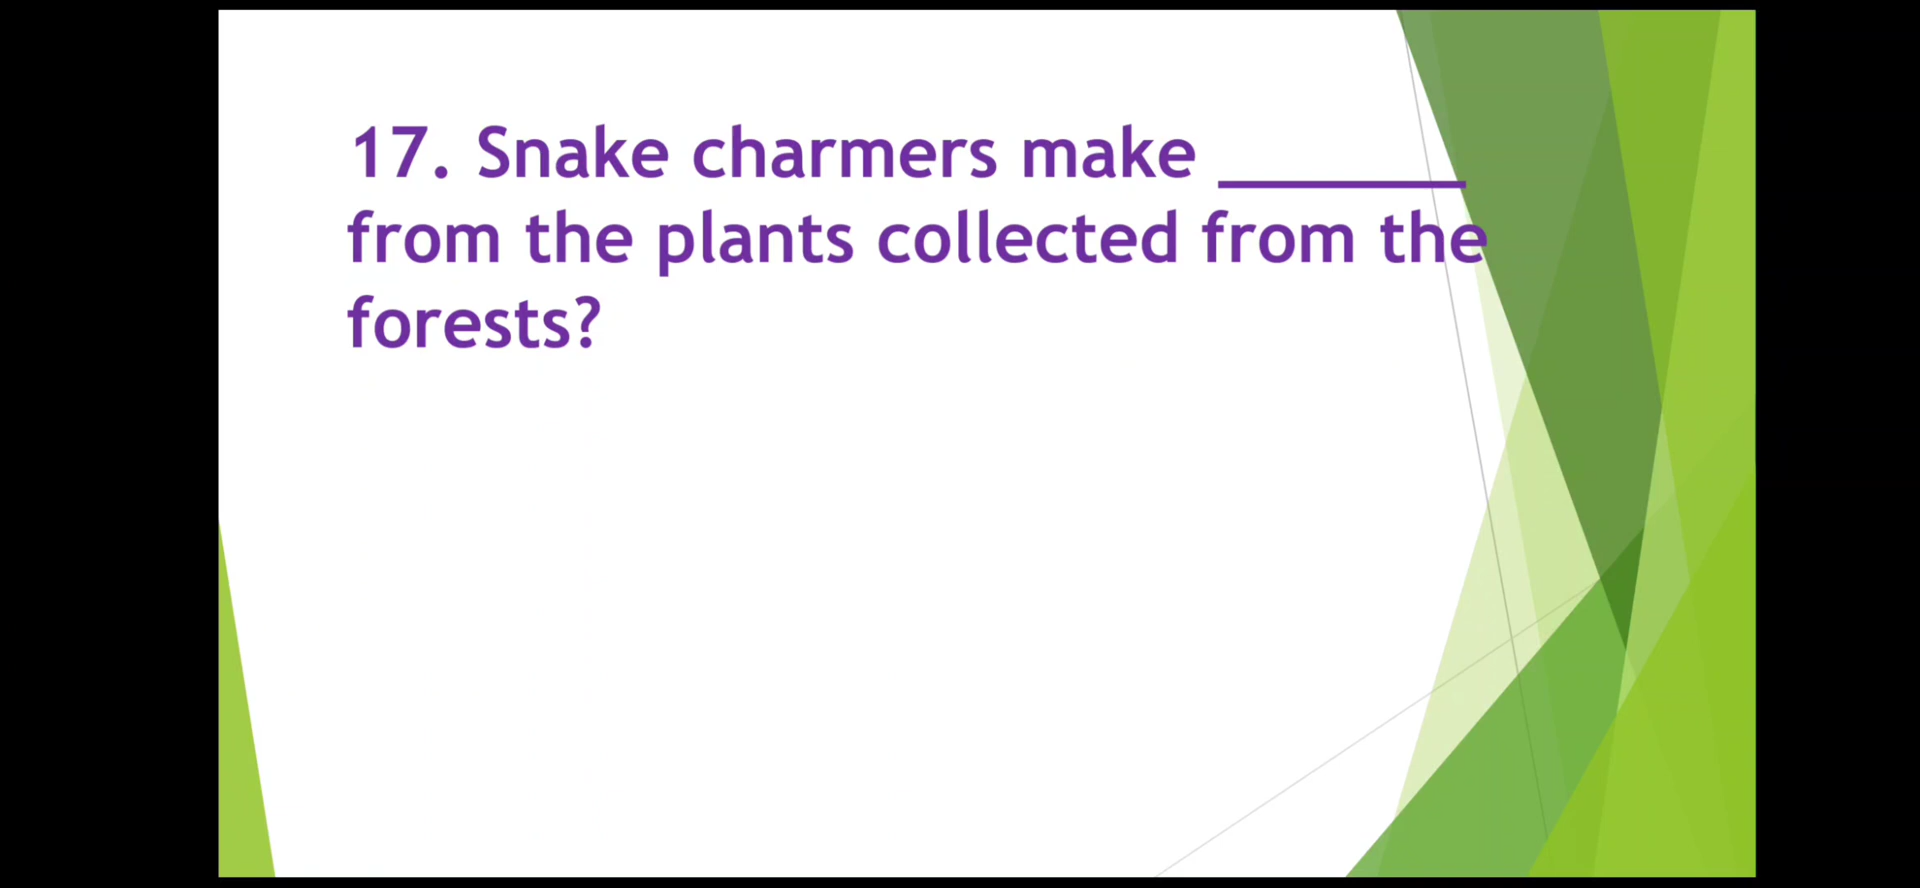 17. Snake charmers make ________
from the plants collected from the
forests?